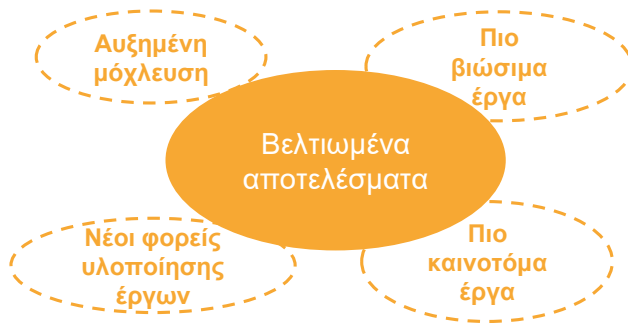 Αυξημένη
μόχλευση
Πιο
βιώσιμα
έργα
Βελτιωμένα
αποτελέσματα
Νέοι φορείς
υλοποίησης
έργων
Πιο
καινοτόμα
έργα